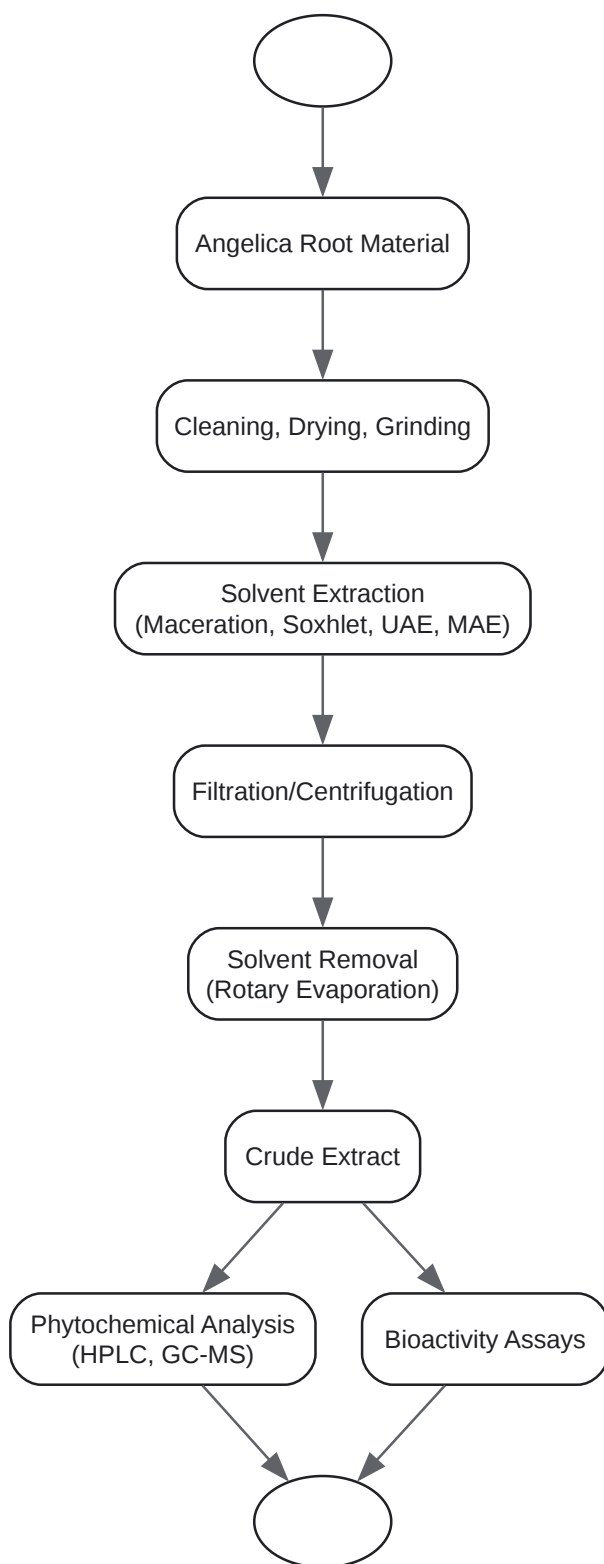 Angelica Root Material
Cleaning, Drying, Grinding
Solvent Extraction
(Maceration, Soxhlet, UAE, MAE)
Filtration/Centrifugation
Solvent Removal
(Rotary Evaporation)
Crude Extract
Phytochemical Analysis
(HPLC, GC-MS)
Bioactivity Assays